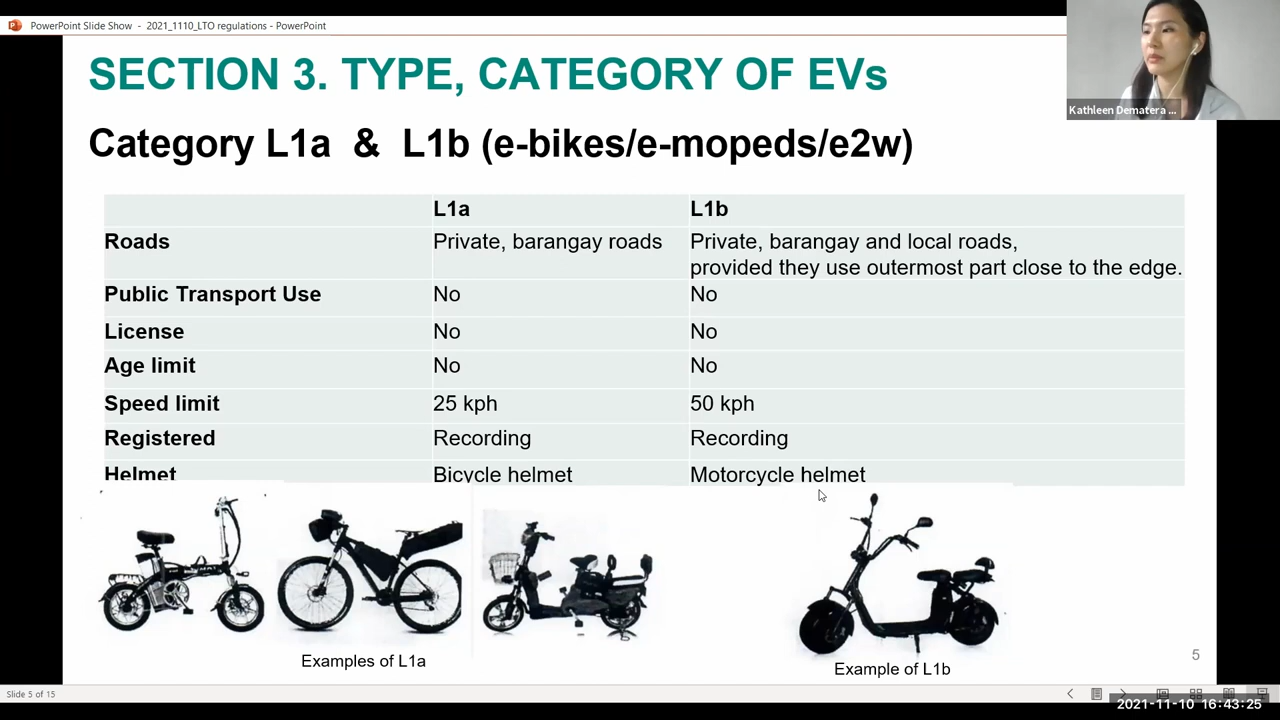 PowerPoint Slide Show - 2021_1110_LTO regulations - PowerPoint
SECTION 3. TYPE, CATEGORY OF EVs
Kathleen Dematera ...
Category L1a & L1b (e-bikes/e-mopeds/e2w)
L1a L1b
Roads Private, barangay roads Private, barangay and local roads,
provided they use outermost part close to the edge.
Public Transport Use No No
License No No
Age limit No No
Speed limit 25 kph 50 kph
Registered Recording Recording
Helmet Bicycle helmet Motorcycle helmet
Examples of L1a
Example of L1b
5
Slide 5 of 15
2021-11-10 16:43:25